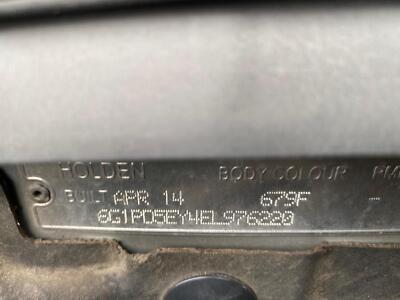 HOLDEN BODY COLOUR
BUILT APR 14 679F -
6G1PD5EY4EL976220